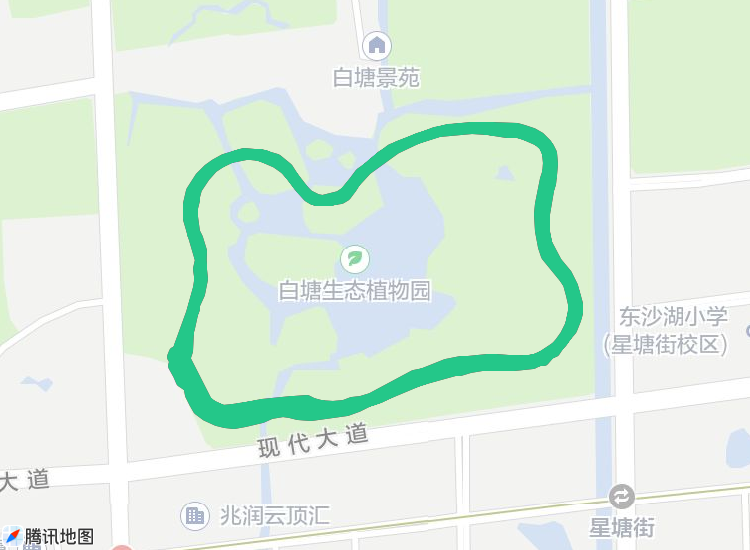 白塘景苑
白塘生态植物园
东沙湖小学
(星塘街校区)
现代大道
大道
兆润云顶汇
星塘街
腾讯地图